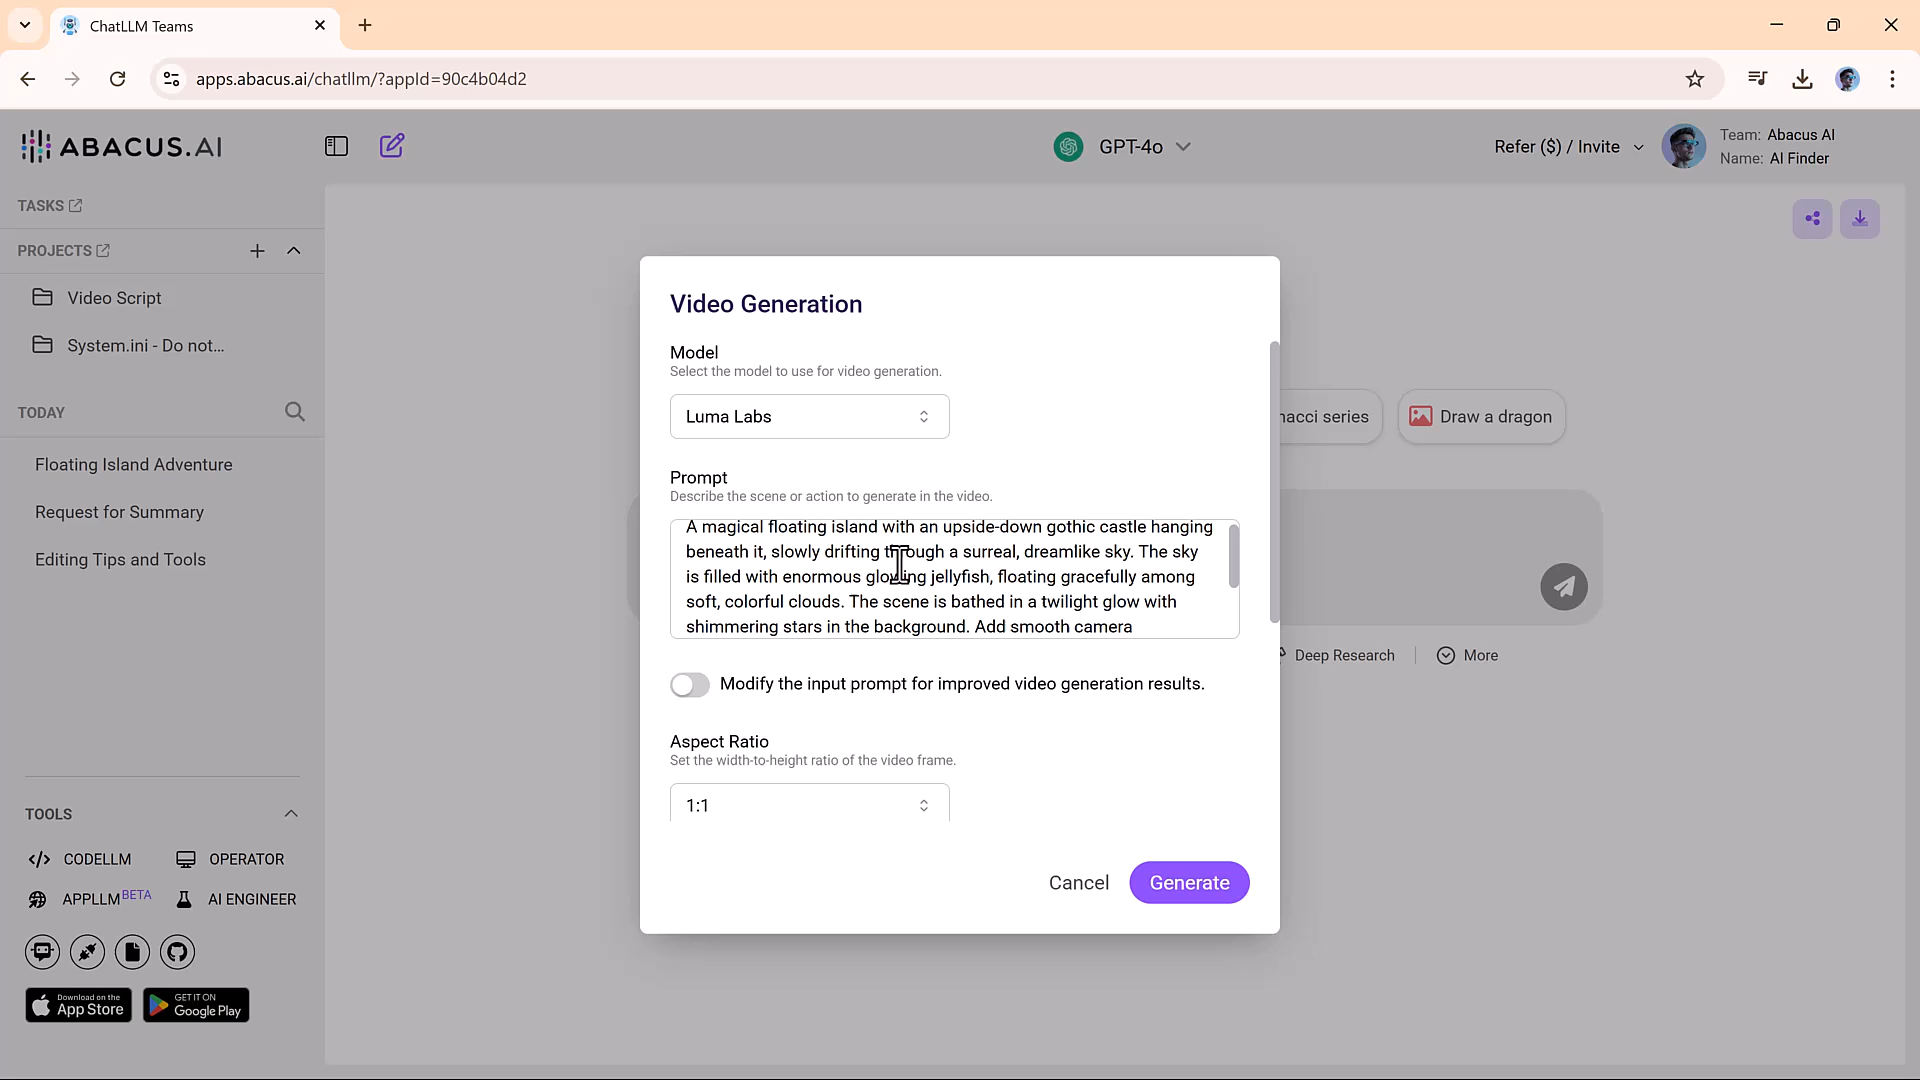 ChatLLM Teams
apps.abacus.ai/chatllm/?appId=90c4b04d2
ABACUS.AI
GPT-4o
Refer ($) / Invite
Team: Abacus AI
Name: AI Finder
TASKS
PROJECTS
Video Script
System.ini - Do not...
TODAY
Floating Island Adventure
Request for Summary
Editing Tips and Tools
TOOLS
CODELLM
OPERATOR
APPLLM BETA
AI ENGINEER
Download on the
App Store
GET IT ON
Google Play
Video Generation
Model
Select the model to use for video generation.
Luma Labs
Prompt
Describe the scene or action to generate in the video.
A magical floating island with an upside-down gothic castle hanging
beneath it, slowly drifting through a surreal, dreamlike sky. The sky
is filled with enormous glowing jellyfish, floating gracefully among
soft, colorful clouds. The scene is bathed in a twilight glow with
shimmering stars in the background. Add smooth camera
Modify the input prompt for improved video generation results.
Aspect Ratio
Set the width-to-height ratio of the video frame.
1:1
Cancel
Generate
nacci series
Draw a dragon
Deep Research
More